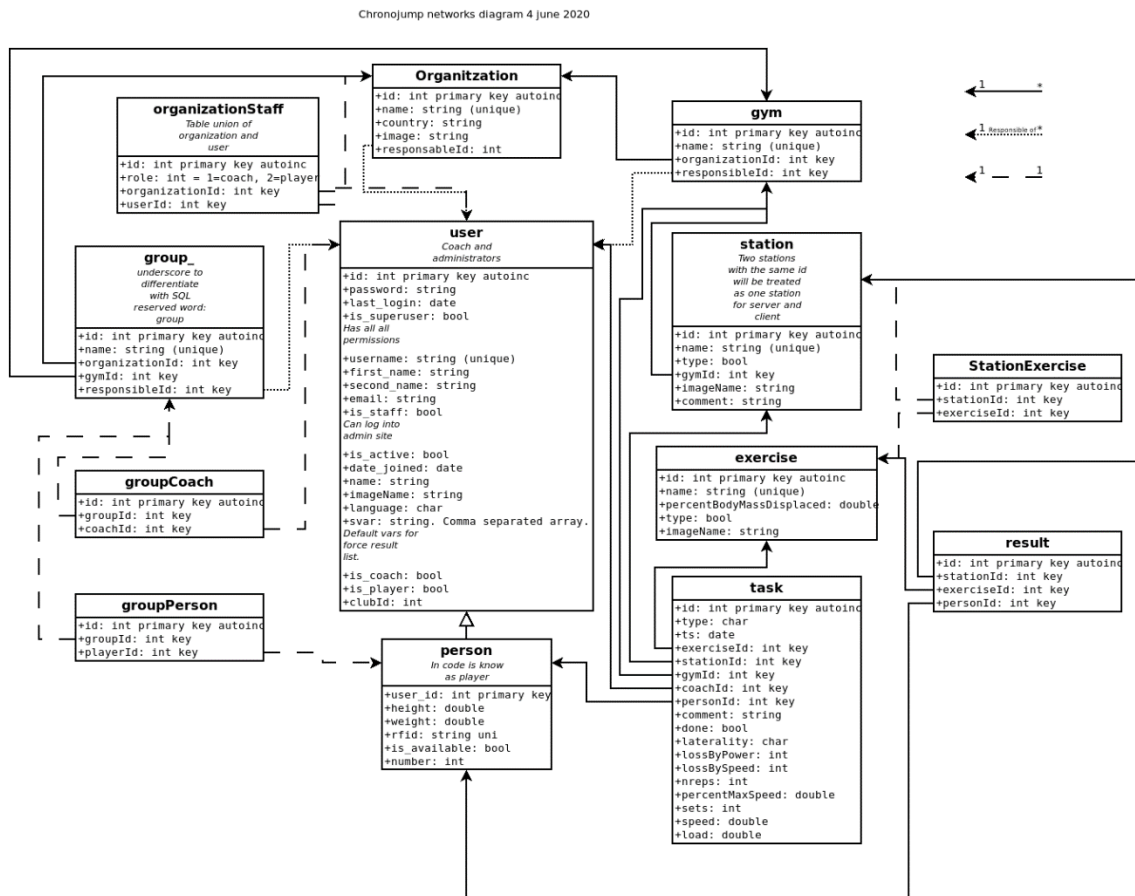 Chronojump networks diagram 4 june 2020
Organitzation
+id: int primary key autoinc
+name: string (unique)
+country: string
+image: string
+responsableId: int
organizationStaff
Table union of
organization and
user
+id: int primary key autoinc
+role: int = 1=coach, 2=player
+organizationId: int key
+userId: int key
gym
+id: int primary key autoinc
+name: string (unique)
+organizationId: int key
+responsibleId: int key
1 *
1 Responsible of *
1 1
group_
underscore to
differentiate
with SQL
reserved word:
group
+id: int primary key autoinc
+name: string (unique)
+organizationId: int key
+gymId: int key
+responsibleId: int key
user
Coach and
administrators
+id: int primary key autoinc
+password: string
+last_login: date
+is_superuser: bool
Has all all
permissions
+username: string (unique)
+first_name: string
+second_name: string
+email: string
+is_staff: bool
Can log into
admin site
+is_active: bool
+date_joined: date
+name: string
+imageName: string
+language: char
+svar: string. Comma separated array.
Default vars for
force result
list.
+is_coach: bool
+is_player: bool
+clubId: int
station
Two stations
with the same id
will be treated
as one station
for server and
client
+id: int primary key autoinc
+name: string (unique)
+type: bool
+gymId: int key
+imageName: string
+comment: string
StationExercise
+id: int primary key autoinc
+stationId: int key
+exerciseId: int key
groupCoach
+id: int primary key autoinc
+groupId: int key
+coachId: int key
exercise
+id: int primary key autoinc
+name: string (unique)
+percentBodyMassDisplaced: double
+type: bool
+imageName: string
result
+id: int primary key autoinc
+stationId: int key
+exerciseId: int key
+personId: int key
groupPerson
+id: int primary key autoinc
+groupId: int key
+playerId: int key
person
In code is know
as player
+user_id: int primary key
+height: double
+weight: double
+rfid: string uni
+is_available: bool
+number: int
task
+id: int primary key autoinc
+type: char
+ts: date
+exerciseId: int key
+stationId: int key
+gymId: int key
+coachId: int key
+personId: int key
+comment: string
+done: bool
+laterality: char
+lossByPower: int
+lossBySpeed: int
+nreps: int
+percentMaxSpeed: double
+sets: int
+speed: double
+load: double